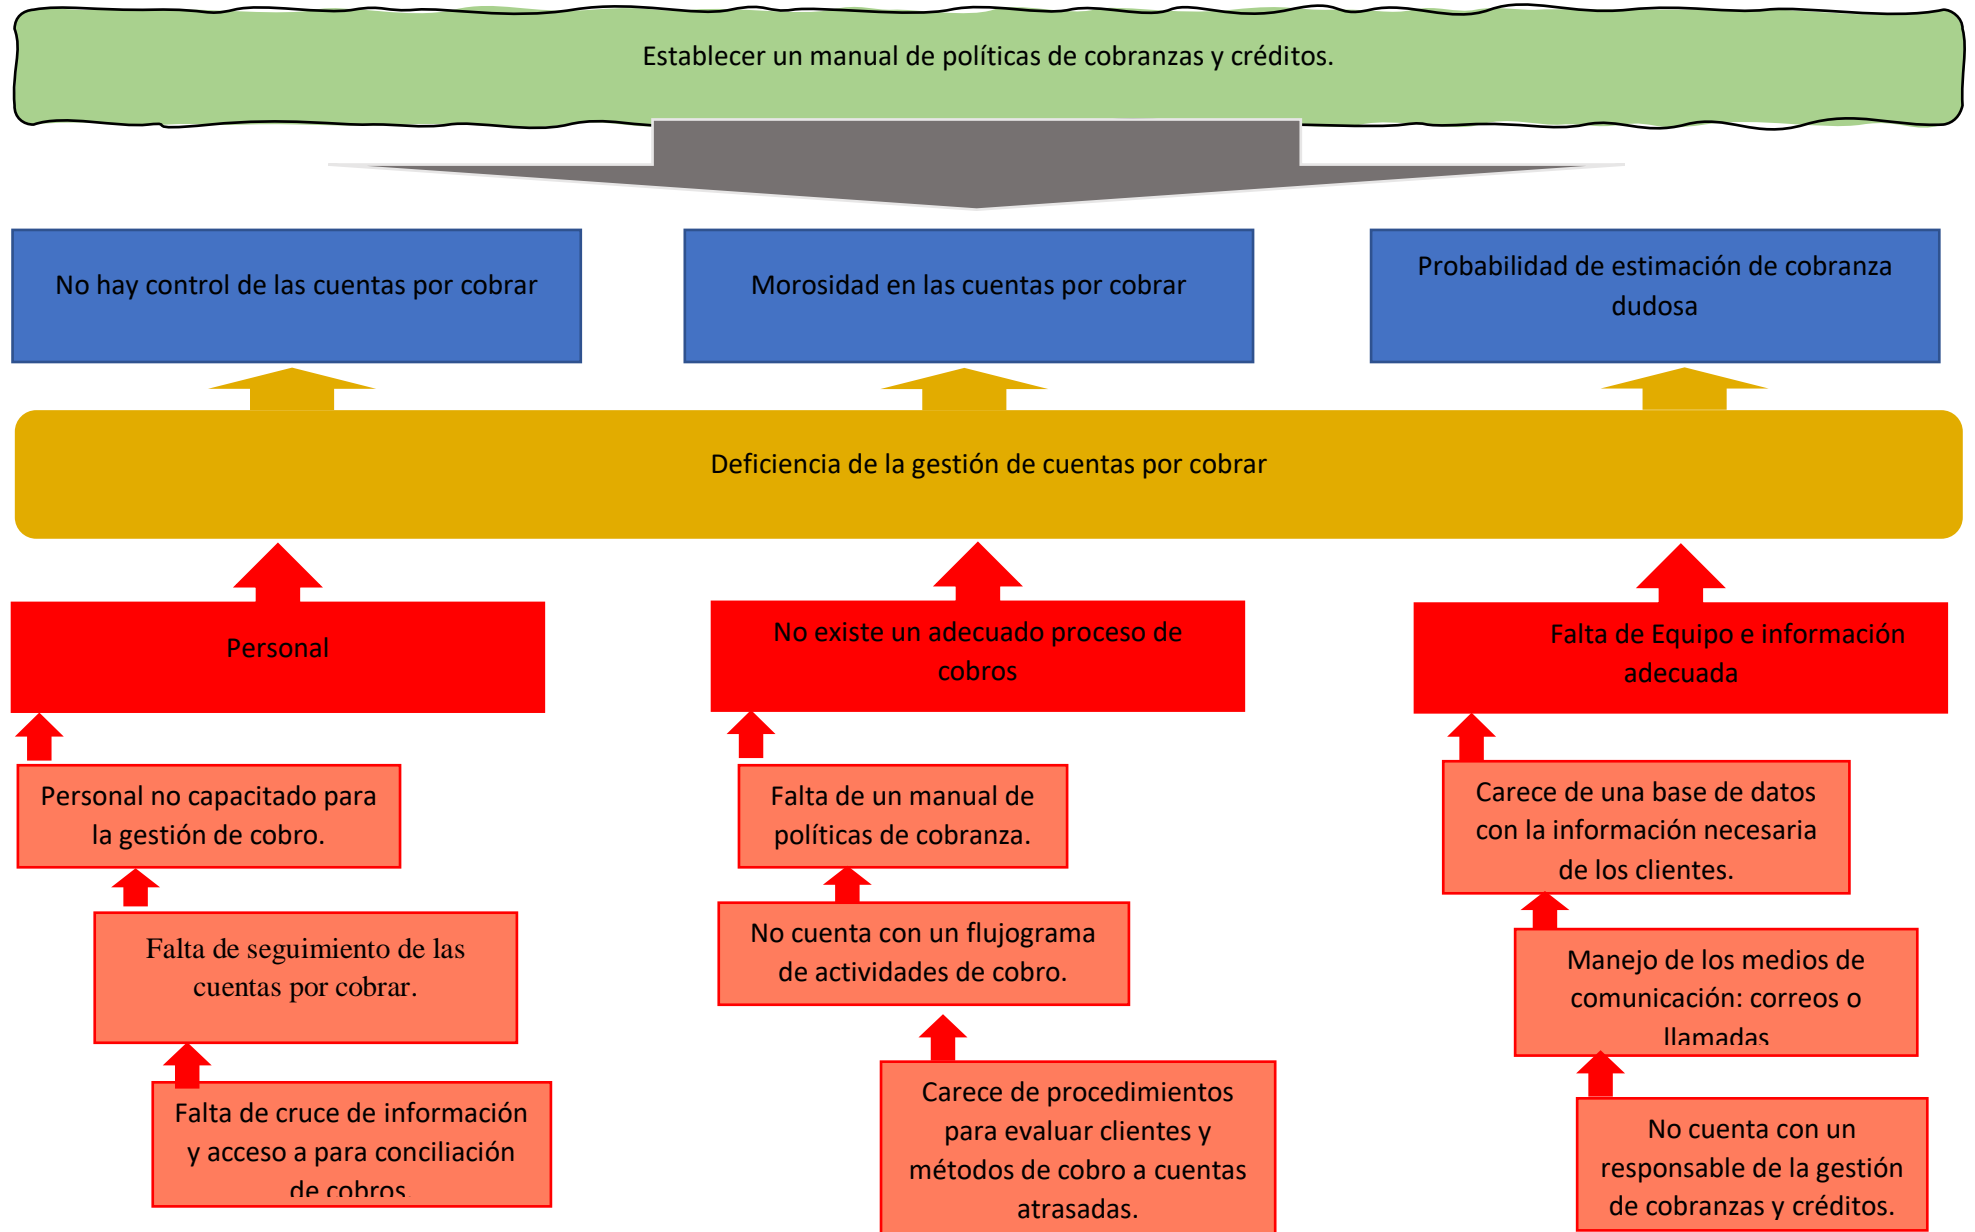 Establecer un manual de políticas de cobranzas y créditos.
No hay control de las cuentas por cobrar
Morosidad en las cuentas por cobrar
Probabilidad de estimación de cobranza
dudosa
Deficiencia de la gestión de cuentas por cobrar
Personal
No existe un adecuado proceso de
cobros
Falta de Equipo e información
adecuada
Personal no capacitado para
la gestión de cobro.
Falta de seguimiento de las
cuentas por cobrar.
Falta de cruce de información
y acceso a para conciliación
de cobros.
Falta de un manual de
políticas de cobranza.
No cuenta con un flujograma
de actividades de cobro.
Carece de procedimientos
para evaluar clientes y
métodos de cobro a cuentas
atrasadas.
Carece de una base de datos
con la información necesaria
de los clientes.
Manejo de los medios de
comunicación: correos o
llamadas
No cuenta con un
responsable de la gestión
de cobranzas y créditos.